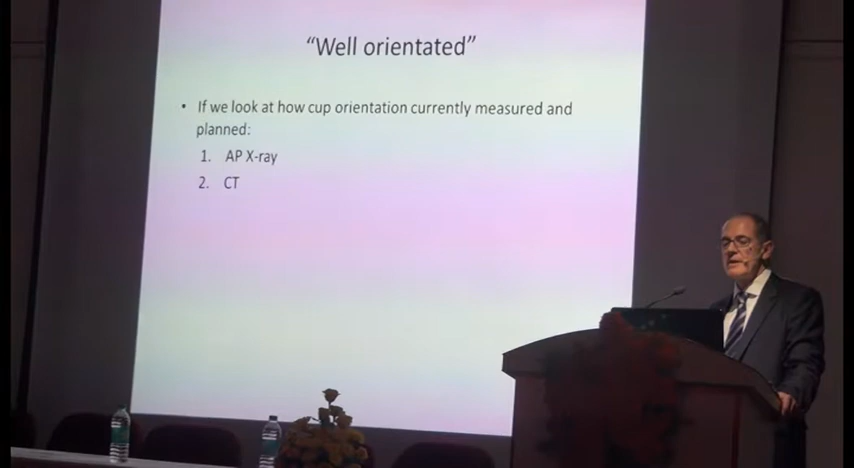 “Well orientated”
• If we look at how cup orientation currently measured and
planned:
1. AP X-ray
2. CT